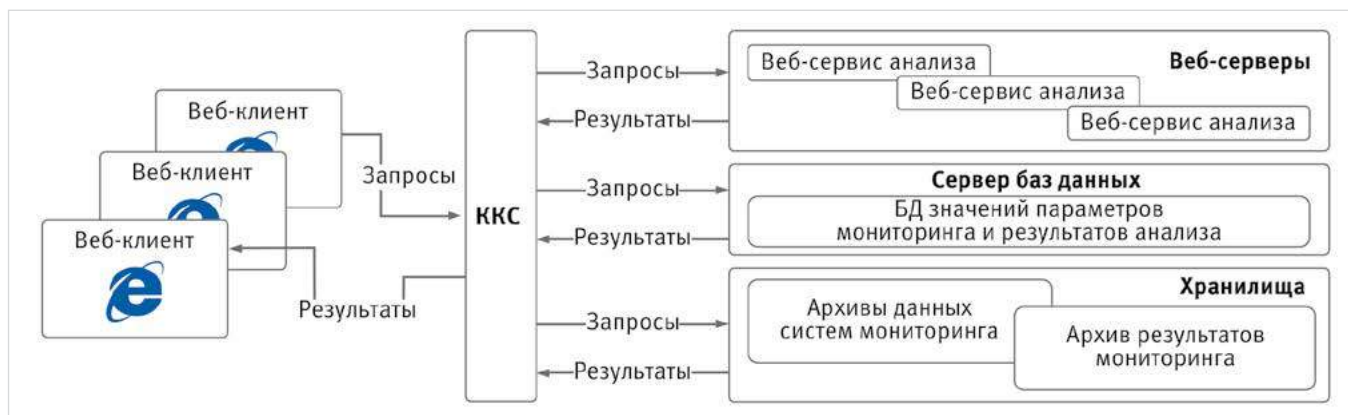 Веб-клиент
Веб-клиент
Веб-клиент
Запросы
Результаты
ККС
Запросы
Результаты
Веб-серверы
Веб-сервис анализа
Веб-сервис анализа
Веб-сервис анализа
Запросы
Результаты
Сервер баз данных
БД значений параметров
мониторинга и результатов анализа
Запросы
Результаты
Хранилища
Архивы данных
систем мониторинга
Архив результатов
мониторинга